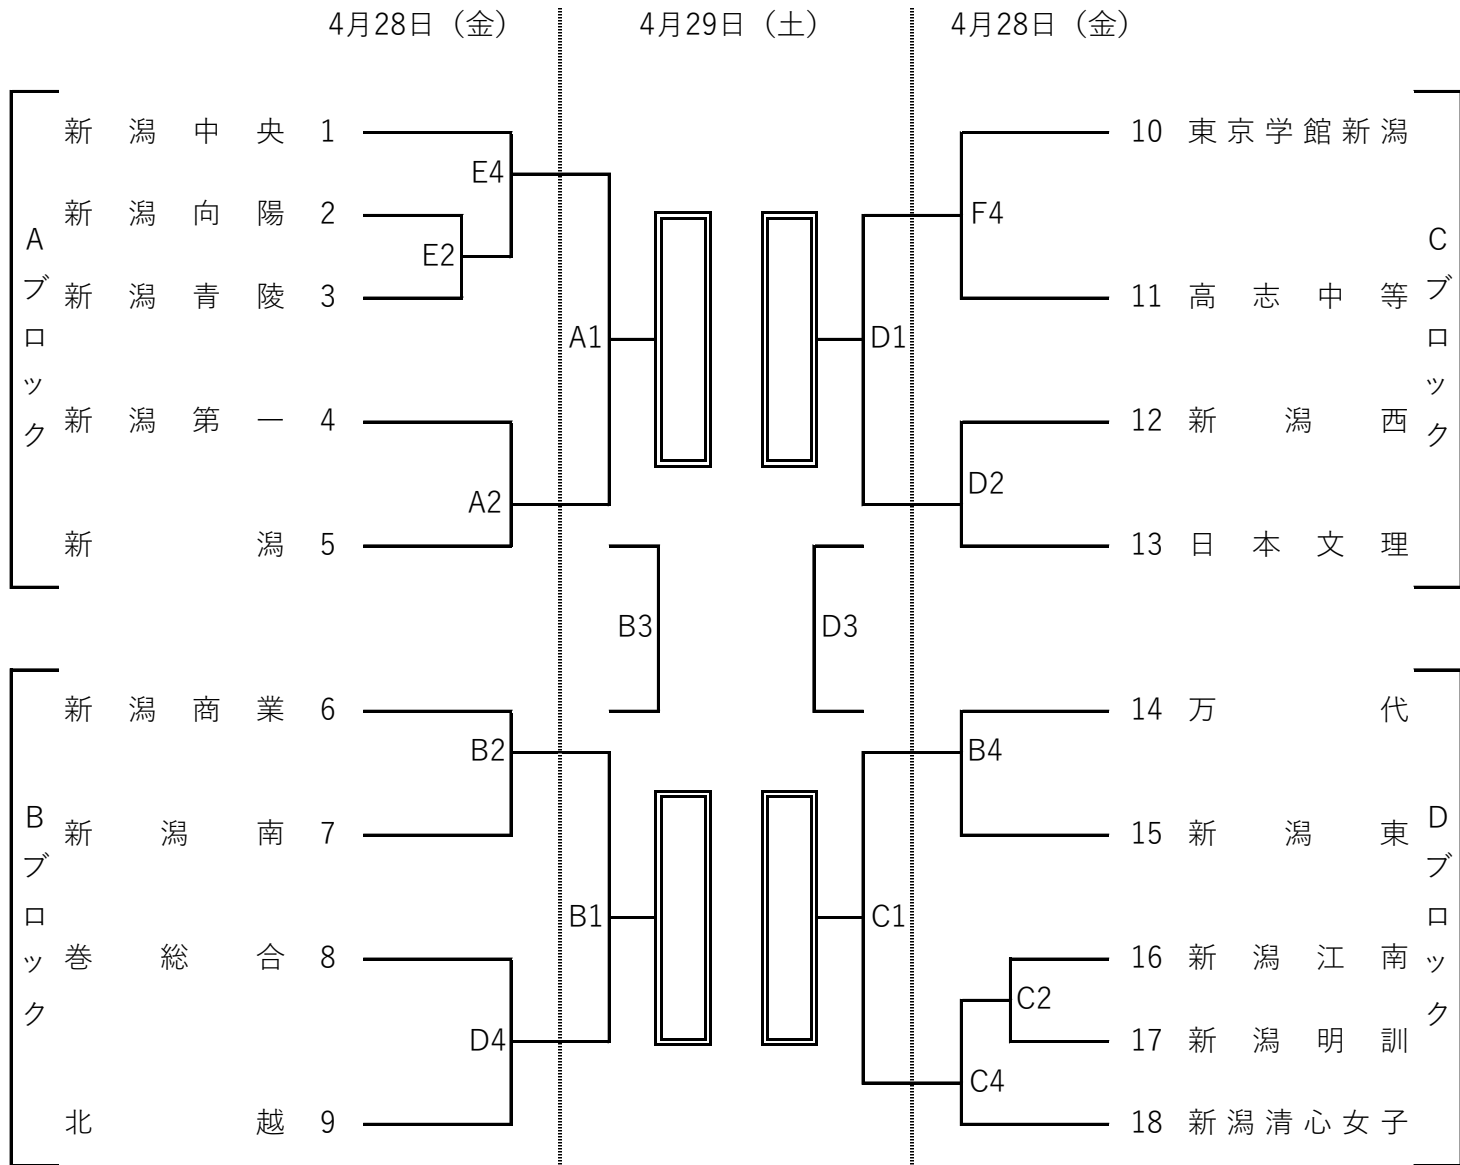 4月28日（金） 4月29日（土） 4月28日（金）
Aブロック
新潟中央 1
新潟向陽 2
新潟青陵 3
新潟第一 4
新潟 5
E4
E2
A1
A2
Bブロック
新潟商業 6
新潟南 7
巻総合 8
北越 9
B2
B1
D4
B3
D3
Cブロック
10 東京学館新潟
11 高志中等
12 新潟西
13 日本文理
F4
D1
D2
Dブロック
14 万代
15 新潟東
16 新潟江南
17 新潟明訓
18 新潟清心女子
B4
C1
C2
C4